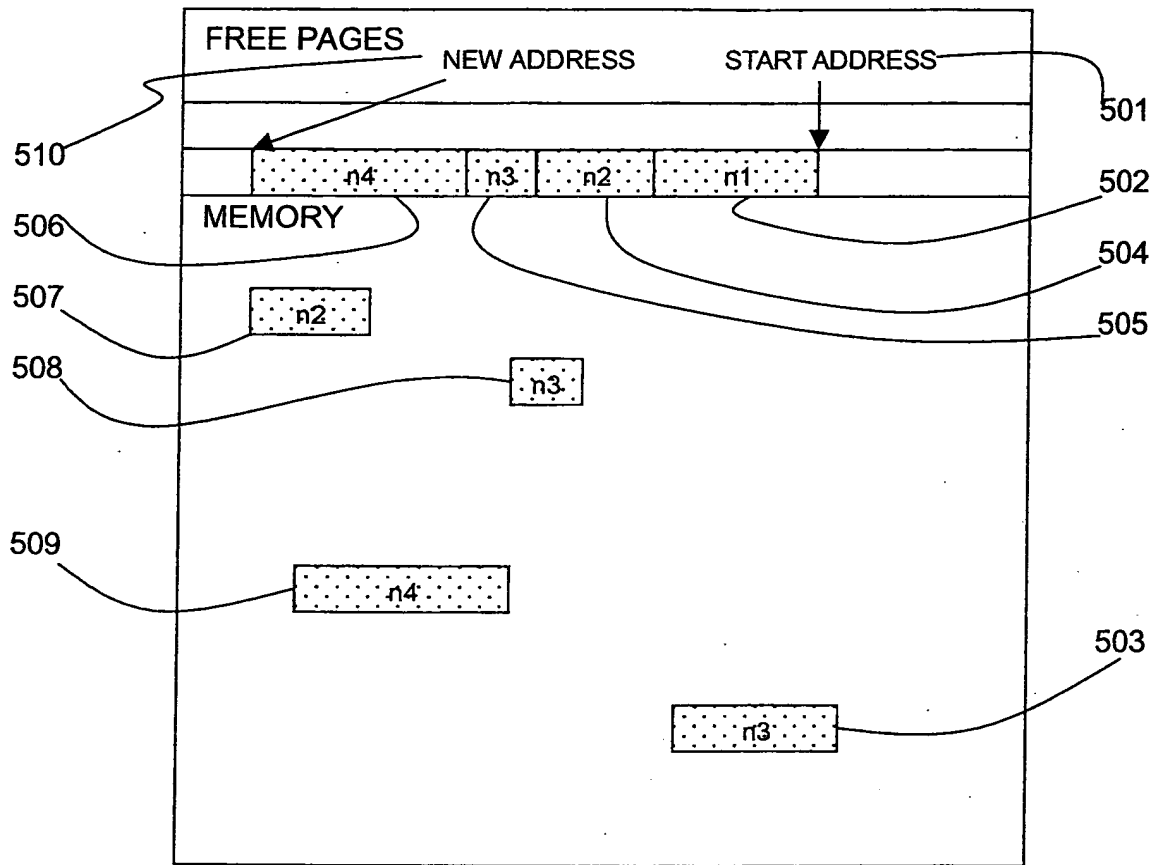 FREE PAGES
NEW ADDRESS
START ADDRESS
501
510
n4
n3
n2
n1
502
506
MEMORY
504
507
n2
505
508
n3
509
n4
503
n3